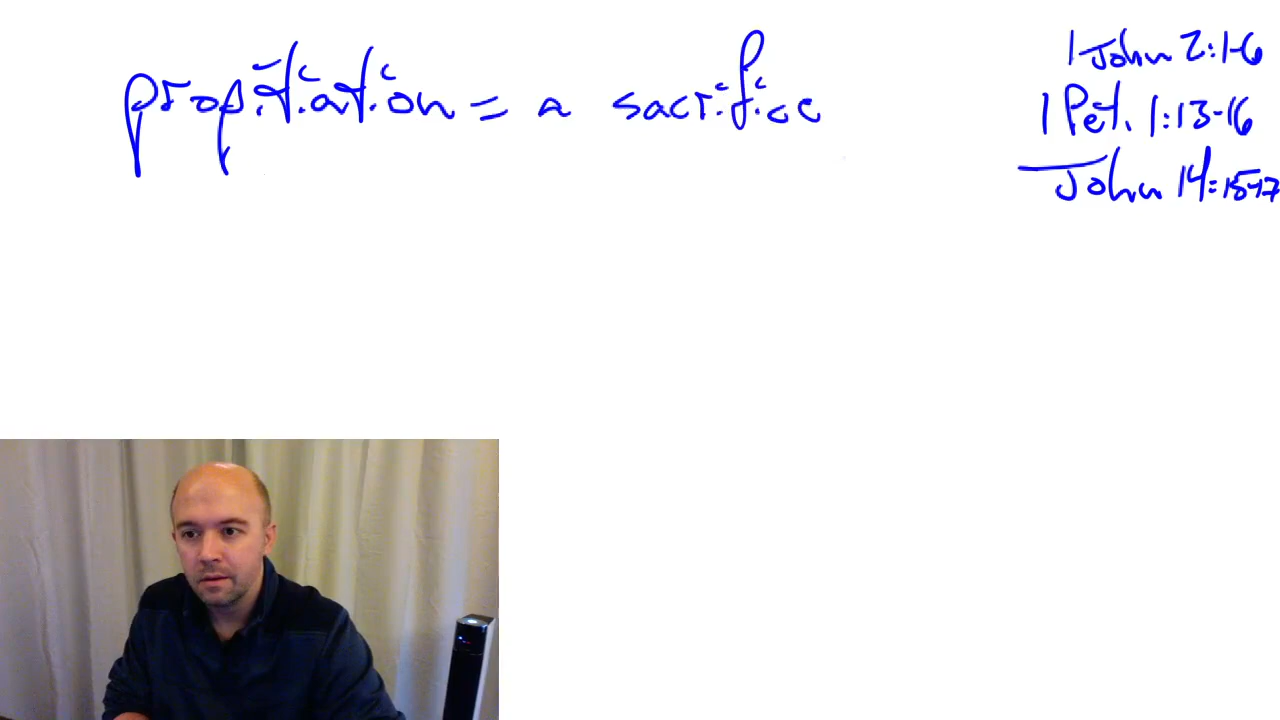 propitiation = a sacrifice
1 John 2:1-6
1 Pet. 1:13-16
John 14:15-17